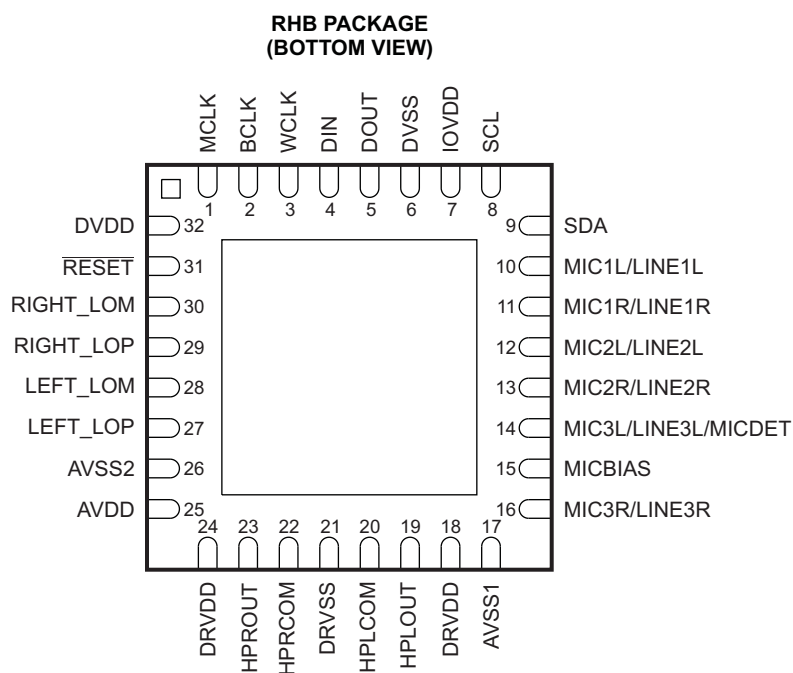 RHB PACKAGE
(BOTTOM VIEW)
MCLK
BCLK
WCLK
DIN
DOUT
DVSS
IOVDD
SCL
1
2
3
4
5
6
7
8
DVDD 32
RESET 31
RIGHT_LOM 30
RIGHT_LOP 29
LEFT_LOM 28
LEFT_LOP 27
AVSS2 26
AVDD 25
9 SDA
10 MIC1L/LINE1L
11 MIC1R/LINE1R
12 MIC2L/LINE2L
13 MIC2R/LINE2R
14 MIC3L/LINE3L/MICDET
15 MICBIAS
16 MIC3R/LINE3R
24
23
22
21
20
19
18
17
DRVDD
HPROUT
HPRCOM
DRVSS
HPLCOM
HPLOUT
DRVDD
AVSS1